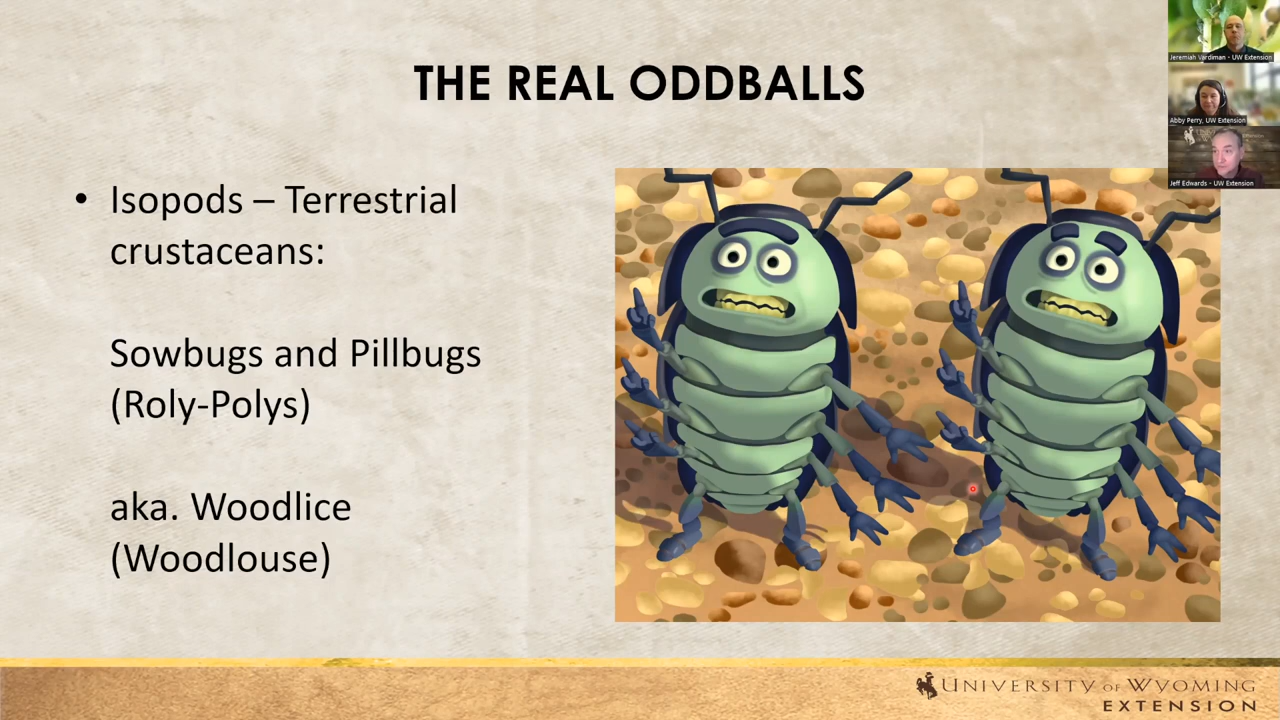 THE REAL ODDBALLS
• Isopods – Terrestrial
crustaceans:
Sowbugs and Pillbugs
(Roly-Polys)
aka. Woodlice
(Woodlouse)
Jeremiah Vardiman - UW Extension
Abby Perry, UW Extension
Jeff Edwards - UW Extension
UNIVERSITY OF WYOMING
EXTENSION